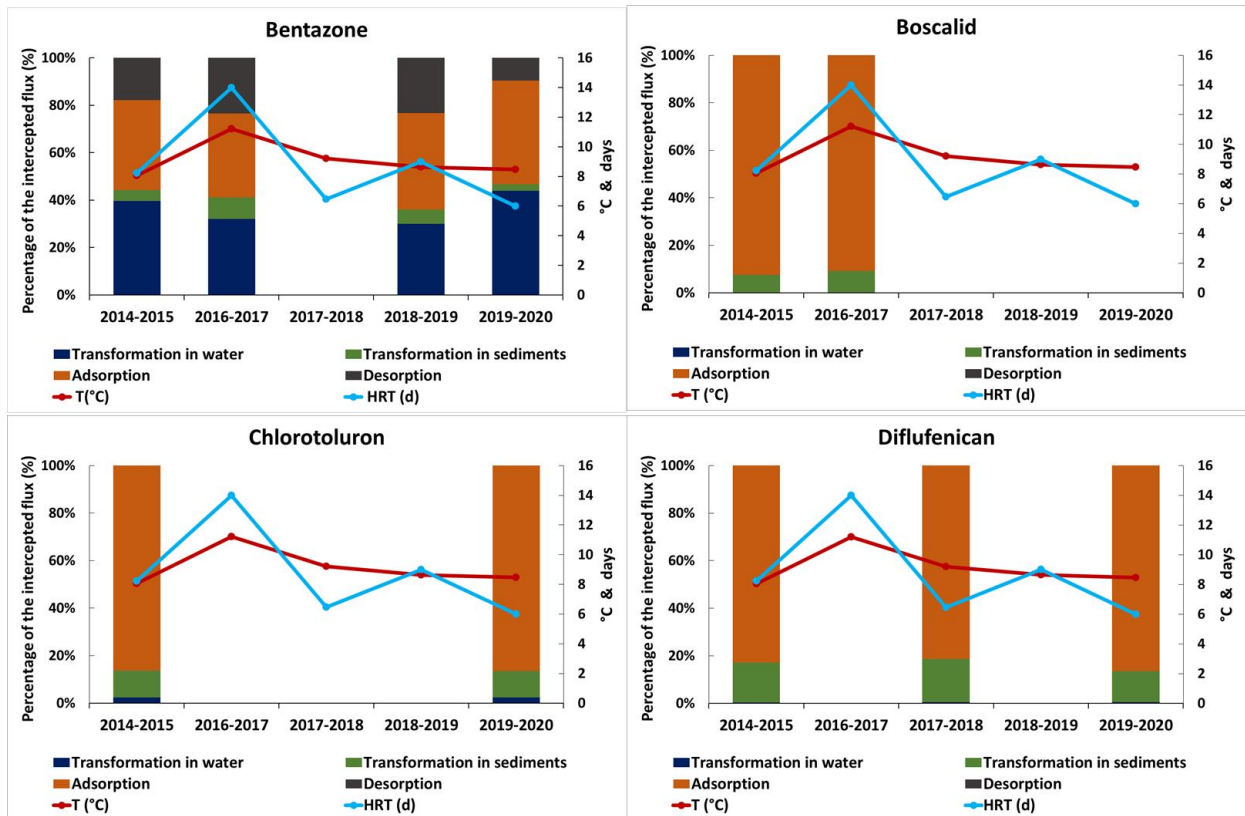 Bentazone
Percentage of the intercepted flux (%)
100%
80%
60%
40%
20%
0%
16
14
12
10
8
6
4
2
0
°C & days
2014-2015 2016-2017 2017-2018 2018-2019 2019-2020
Transformation in water Transformation in sediments
Adsorption Desorption
T(°C) HRT (d)
Boscalid
Percentage of the intercepted flux (%)
100%
80%
60%
40%
20%
0%
16
14
12
10
8
6
4
2
0
°C & days
2014-2015 2016-2017 2017-2018 2018-2019 2019-2020
Transformation in water Transformation in sediments
Adsorption Desorption
T (°C) HRT (d)
Chlorotoluron
Percentage of the intercepted flux (%)
100%
80%
60%
40%
20%
0%
16
14
12
10
8
6
4
2
0
°C & days
2014-2015 2016-2017 2017-2018 2018-2019 2019-2020
Transformation in water Transformation in sediments
Adsorption Desorption
T (°C) HRT (d)
Diflufenican
Percentage of the intercepted flux (%)
100%
80%
60%
40%
20%
0%
16
14
12
10
8
6
4
2
0
°C & days
2014-2015 2016-2017 2017-2018 2018-2019 2019-2020
Transformation in water Transformation in sediments
Adsorption Desorption
T (°C) HRT (d)